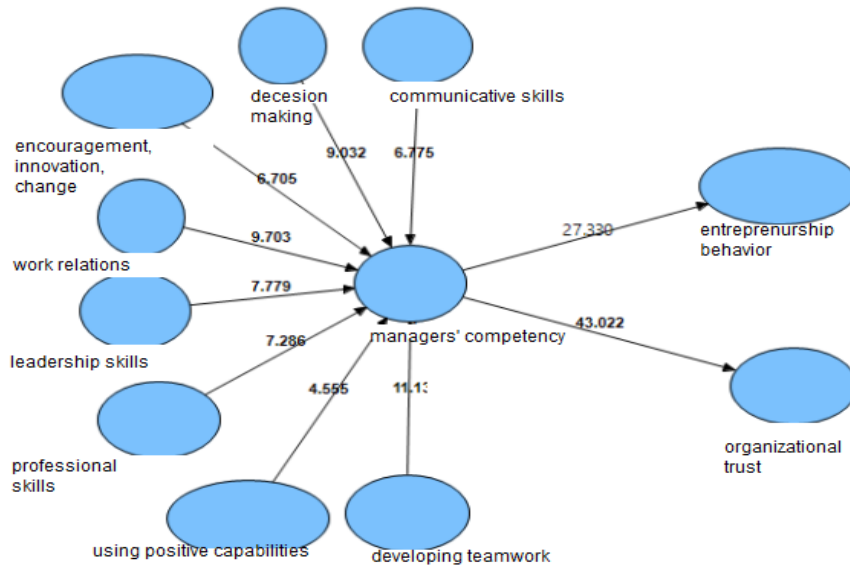 decesion
making
communicative skills
encouragement,
innovation,
change
9.032
6.775
6.705
entreprenurship
behavior
work relations
9.703
27.330
leadership skills
7.779
managers' competency
43.022
7.286
professional
skills
4.555
11.13
organizational
trust
using positive capabilities
developing teamwork